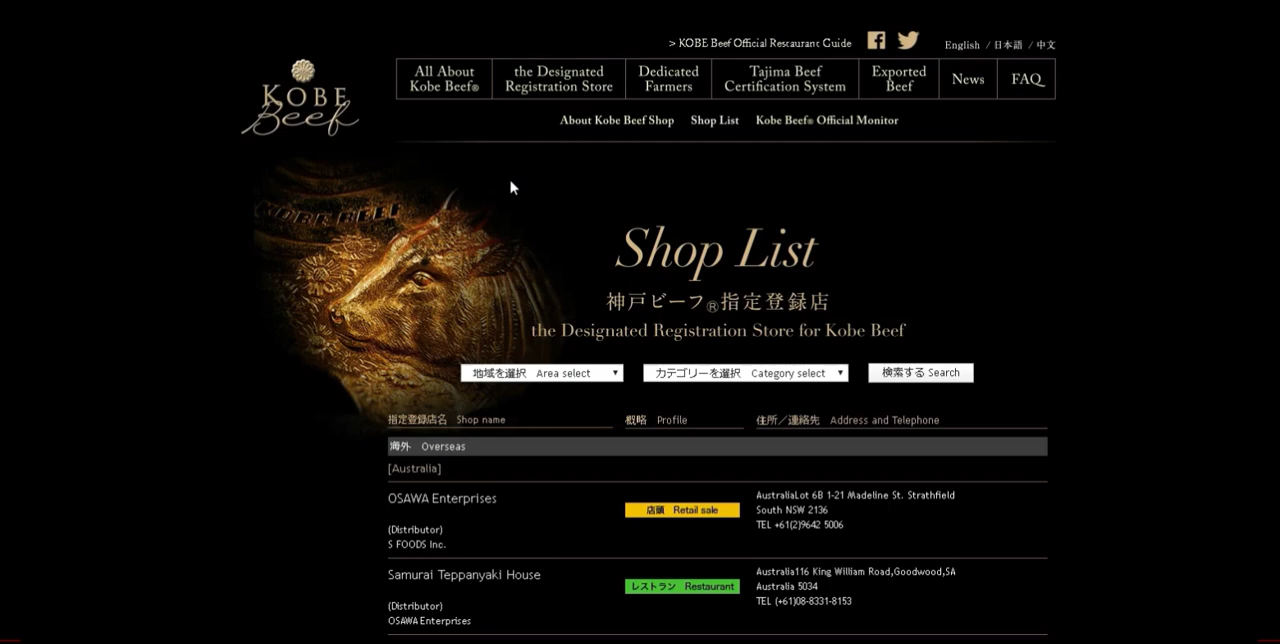 > KOBE Beef Official Restaurant Guide
English / 日本語 / 中文
KOBE
Beef
All About
Kobe Beef®
the Designated
Registration Store
Dedicated
Farmers
Tajima Beef
Certification System
Exported
Beef
News
FAQ
About Kobe Beef Shop
Shop List
Kobe Beef® Official Monitor
KOBE BEEF
Shop List
神戸ビーフ®指定登録店
the Designated Registration Store for Kobe Beef
地域を選択 Area select
カテゴリーを選択 Category select
検索する Search
指定登録店名 Shop name
概略 Profile
住所／連絡先 Address and Telephone
海外 Overseas
[Australia]
OSAWA Enterprises
(Distributor)
S FOODS Inc.
店頭 Retail sale
AustraliaLot 6B 1-21 Madeline St. Strathfield
South NSW 2136
TEL +61(2)9642 5006
Samurai Teppanyaki House
(Distributor)
OSAWA Enterprises
レストラン Restaurant
Australia116 King William Road,Goodwood,SA
Australia 5034
TEL (+61)08-8331-8153